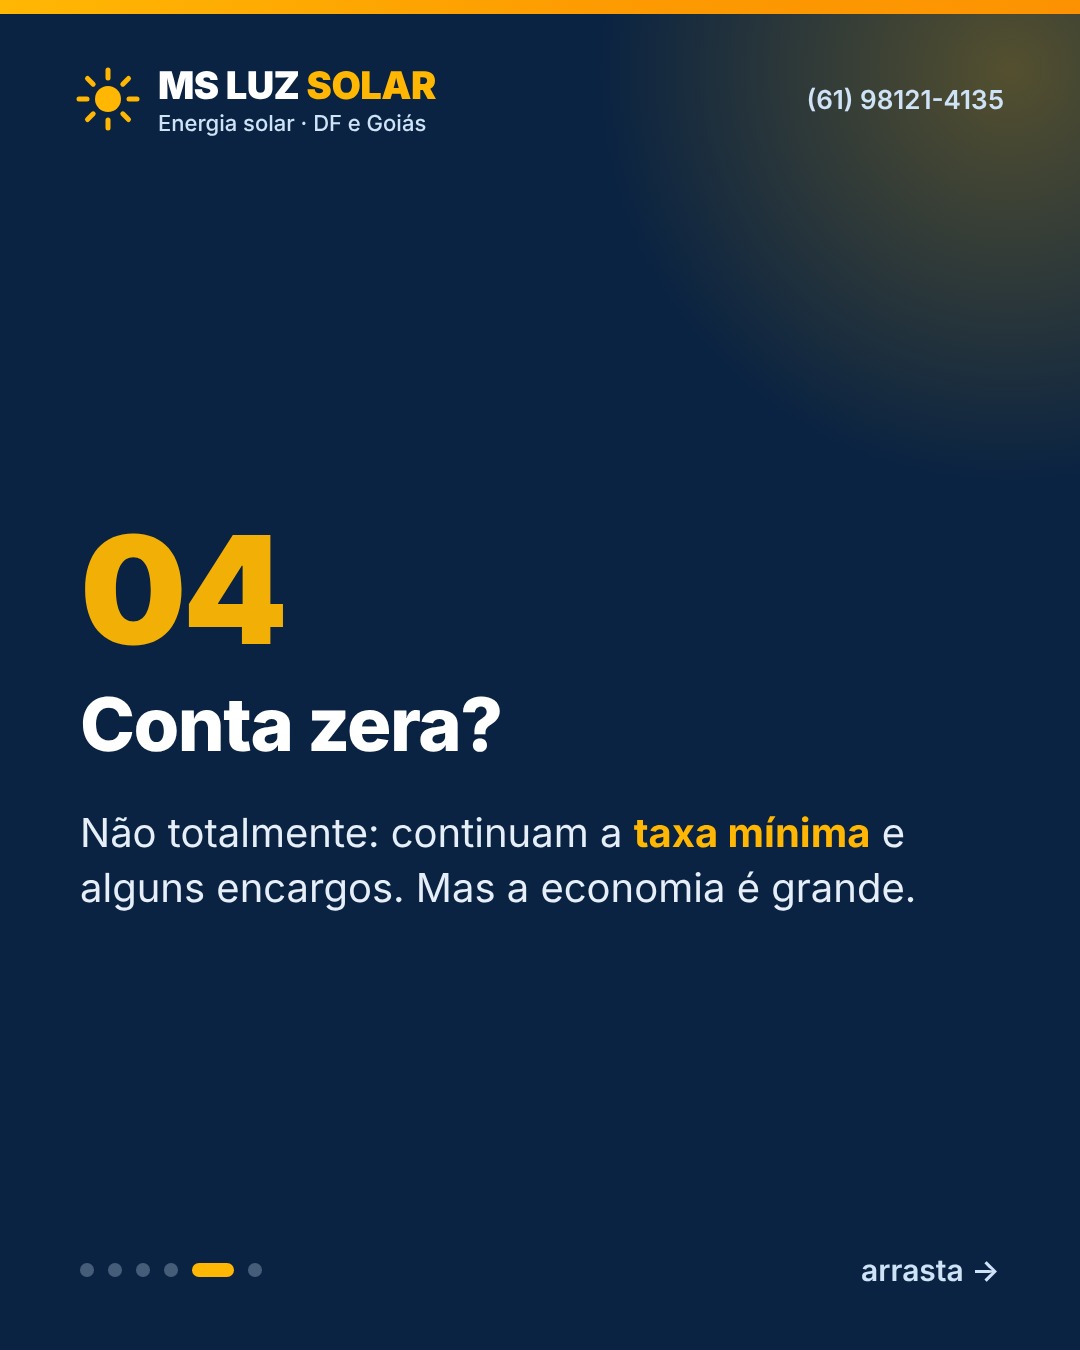 MS LUZ SOLAR
Energia solar · DF e Goiás
(61) 98121-4135
04
Conta zera?
Não totalmente: continuam a taxa mínima e
alguns encargos. Mas a economia é grande.
arrasta →